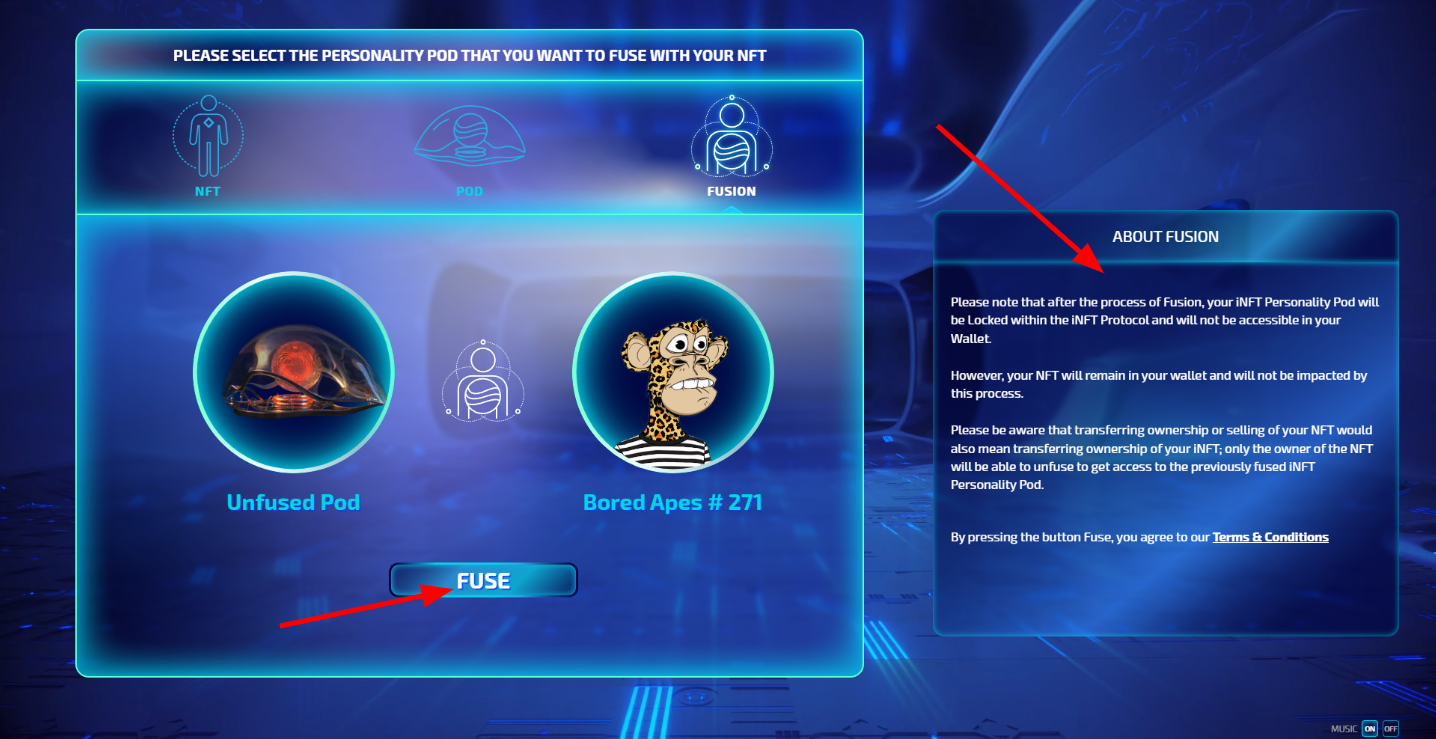 PLEASE SELECT THE PERSONALITY POD THAT YOU WANT TO FUSE WITH YOUR NFT
NFT
POD
FUSION
Unfused Pod
Bored Apes # 271
FUSE
ABOUT FUSION
Please note that after the process of Fusion, your iNFT Personality Pod will
be Locked within the iNFT Protocol and will not be accessible in your
Wallet.
However, your NFT will remain in your wallet and will not be impacted by
this process.
Please be aware that transferring ownership or selling of your NFT would
also mean transferring ownership of your iNFT; only the owner of the NFT
will be able to unfuse to get access to the previously fused iNFT
Personality Pod.
By pressing the button Fuse, you agree to our Terms & Conditions
MUSIC ON OFF